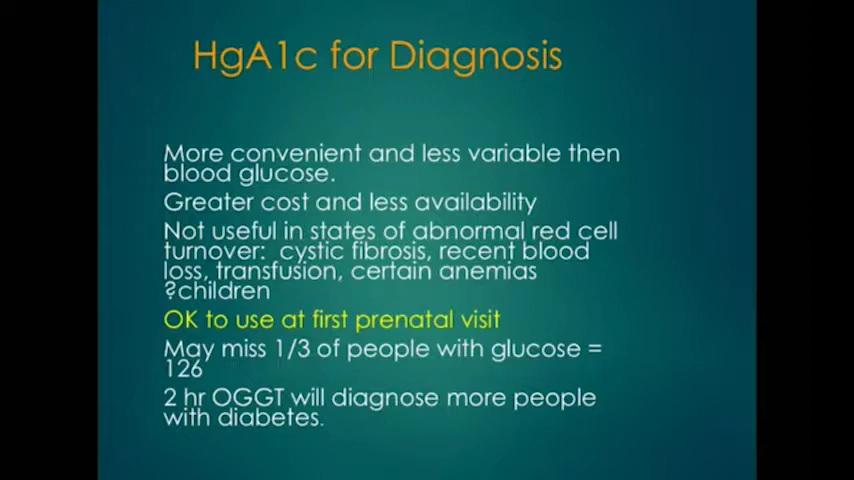 HgA1c for Diagnosis
More convenient and less variable then
blood glucose.
Greater cost and less availability
Not useful in states of abnormal red cell
turnover: cystic fibrosis, recent blood
loss, transfusion, certain anemias
?children
OK to use at first prenatal visit
May miss 1/3 of people with glucose =
126
2 hr OGGT will diagnose more people
with diabetes.